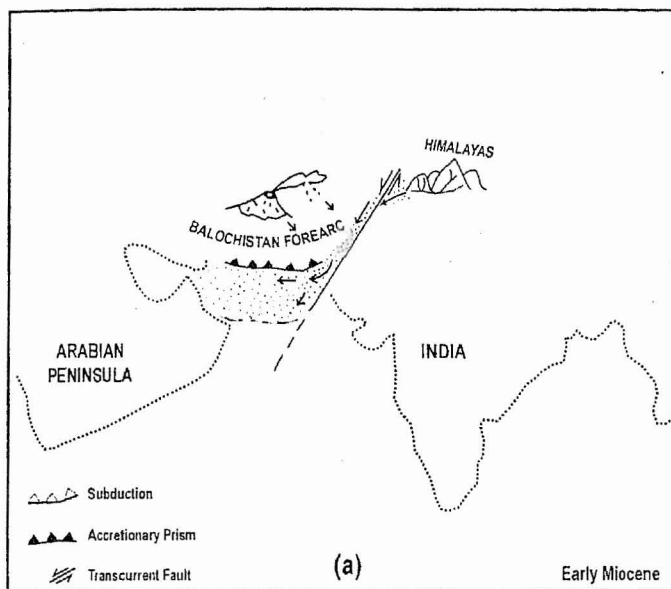 HIMALAYAS
BALOCHISTAN FOREARC
ARABIAN
PENINSULA
INDIA
Subduction
Accretionary Prism
Transcurrent Fault
(a)
Early Miocene